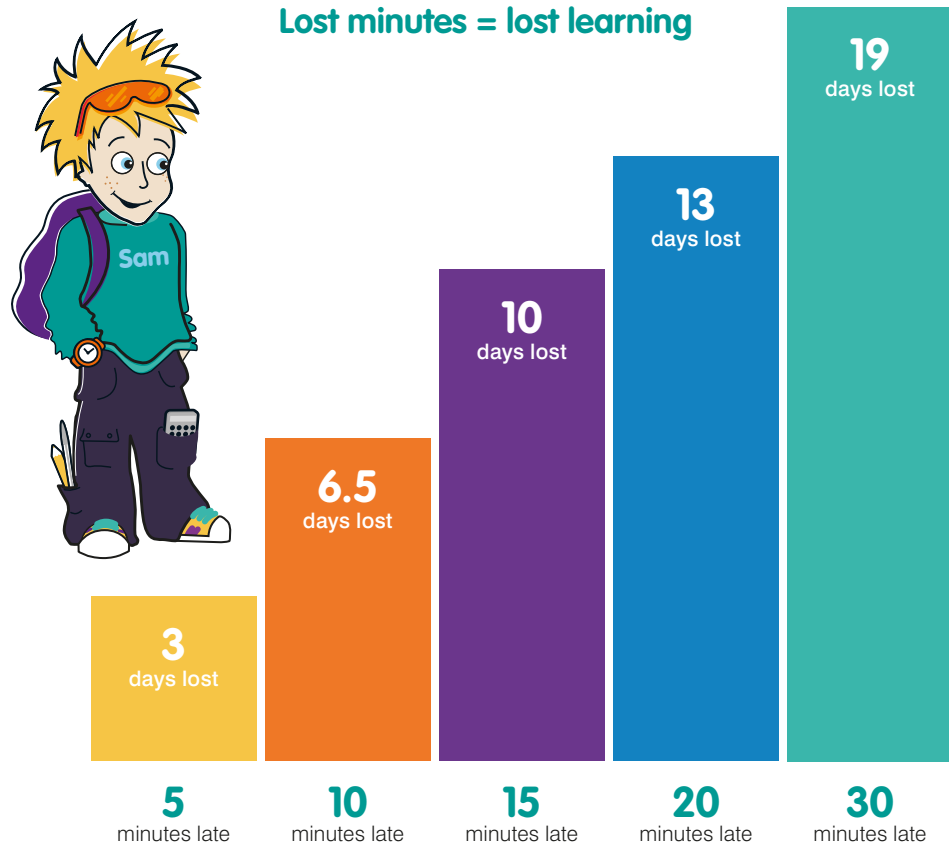 Lost minutes = lost learning
Sam
3
days lost
6.5
days lost
10
days lost
13
days lost
19
days lost
5
minutes late
10
minutes late
15
minutes late
20
minutes late
30
minutes late